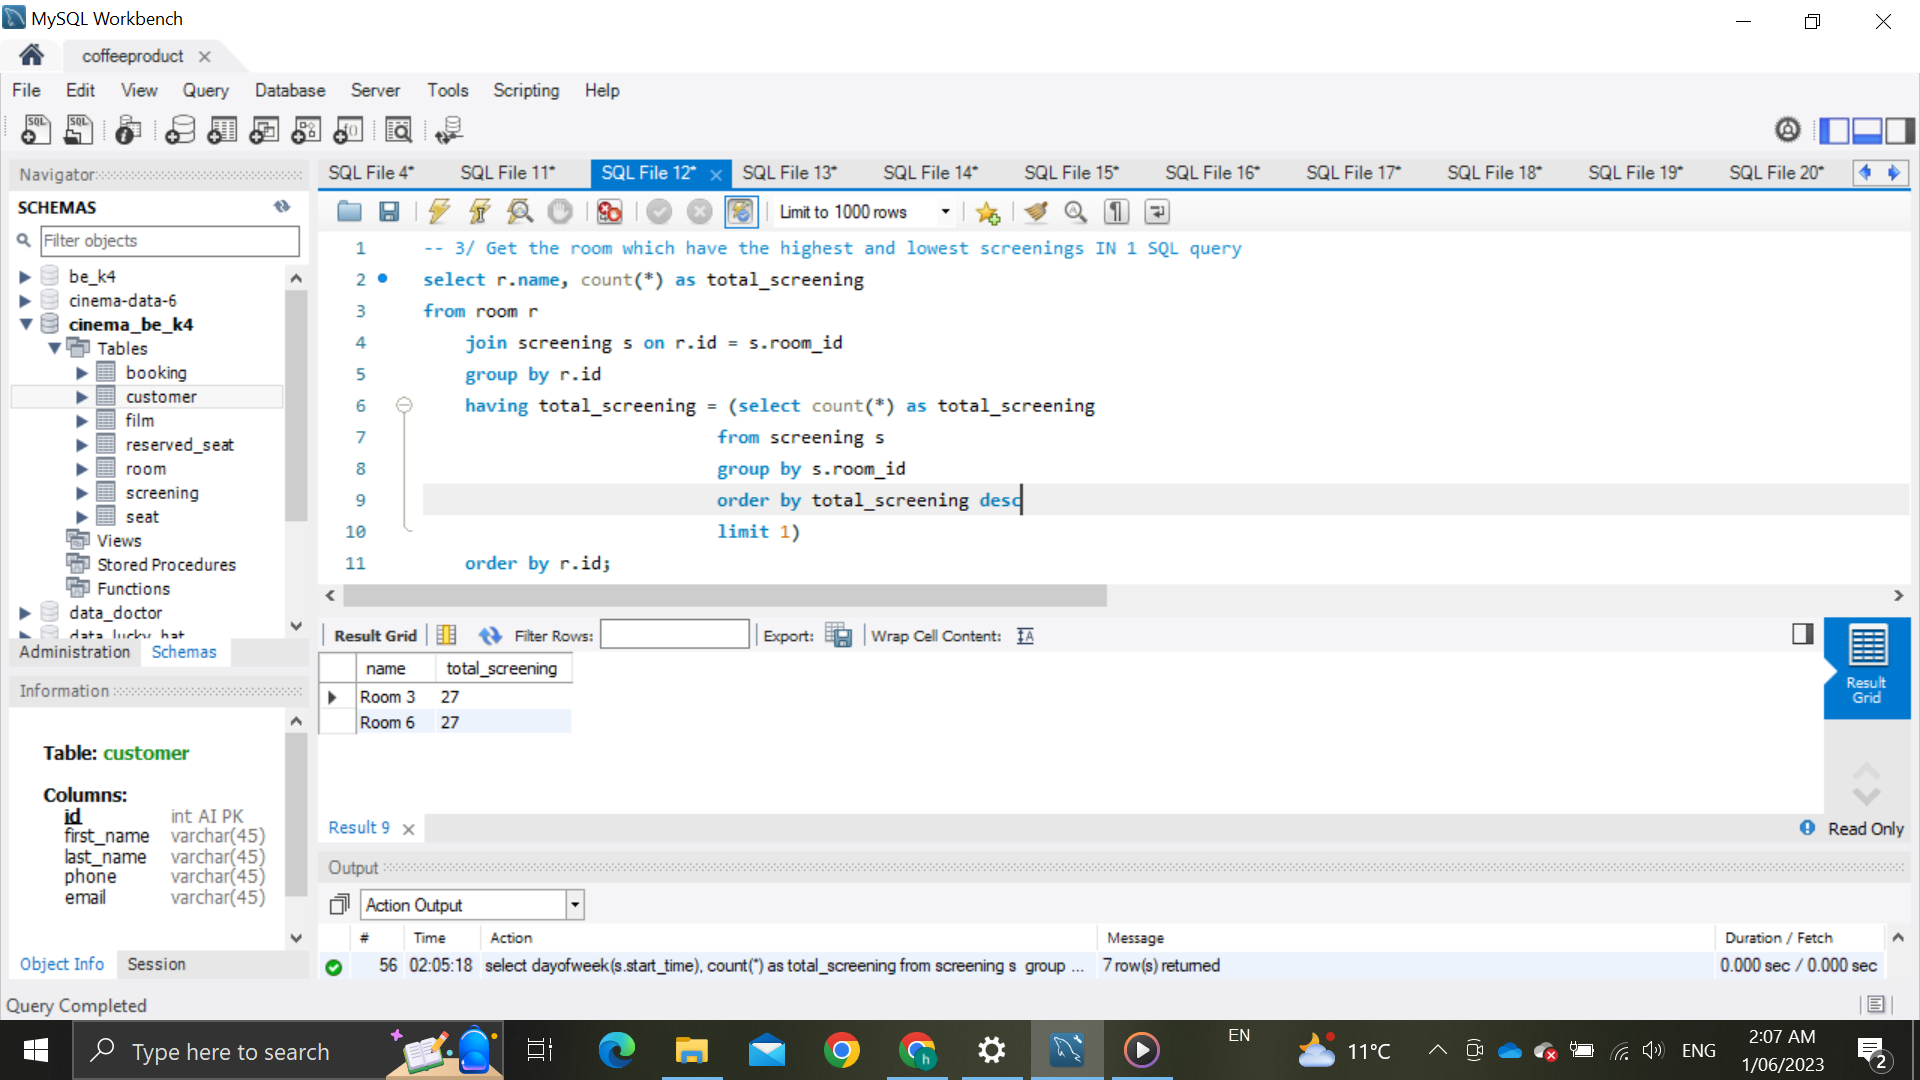 MySQL Workbench
coffeeproduct
File Edit View Query Database Server Tools Scripting Help
Navigator
SCHEMAS
Filter objects
be_k4
cinema-data-6
cinema_be_k4
Tables
booking
customer
film
reserved_seat
room
screening
seat
Views
Stored Procedures
Functions
data_doctor
data_lucky_hat
Administration Schemas
Information
Table: customer
Columns:
id int AI PK
first_name varchar(45)
last_name varchar(45)
phone varchar(45)
email varchar(45)
Object Info Session
SQL File 4* SQL File 11* SQL File 12* SQL File 13* SQL File 14* SQL File 15* SQL File 16* SQL File 17* SQL File 18* SQL File 19* SQL File 20*
Limit to 1000 rows
1 -- 3/ Get the room which have the highest and lowest screenings IN 1 SQL query
2 select r.name, count(*) as total_screening
3 from room r
4 join screening s on r.id = s.room_id
5 group by r.id
6 having total_screening = (select count(*) as total_screening
7 from screening s
8 group by s.room_id
9 order by total_screening desc
10 limit 1)
11 order by r.id;
Result Grid Filter Rows: Export: Wrap Cell Content:
name total_screening
Room 3 27
Room 6 27
Result
Grid
Result 9
Read Only
Output
Action Output
# Time Action Message Duration / Fetch
56 02:05:18 select dayofweek(s.start_time), count(*) as total_screening from screening s group ... 7 row(s) returned 0.000 sec / 0.000 sec
Query Completed
Type here to search
EN
11°C
ENG
2:07 AM
1/06/2023
2